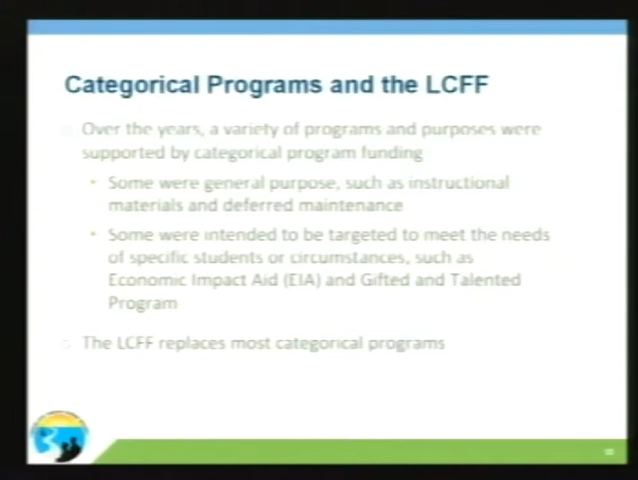 Categorical Programs and the LCFF
Over the years, a variety of programs and purposes were
supported by categorical program funding
Some were general purpose, such as instructional
materials and deferred maintenance
Some were intended to be targeted to meet the needs
of specific students or circumstances, such as
Economic Impact Aid (EIA) and Gifted and Talented
Program
The LCFF replaces most categorical programs